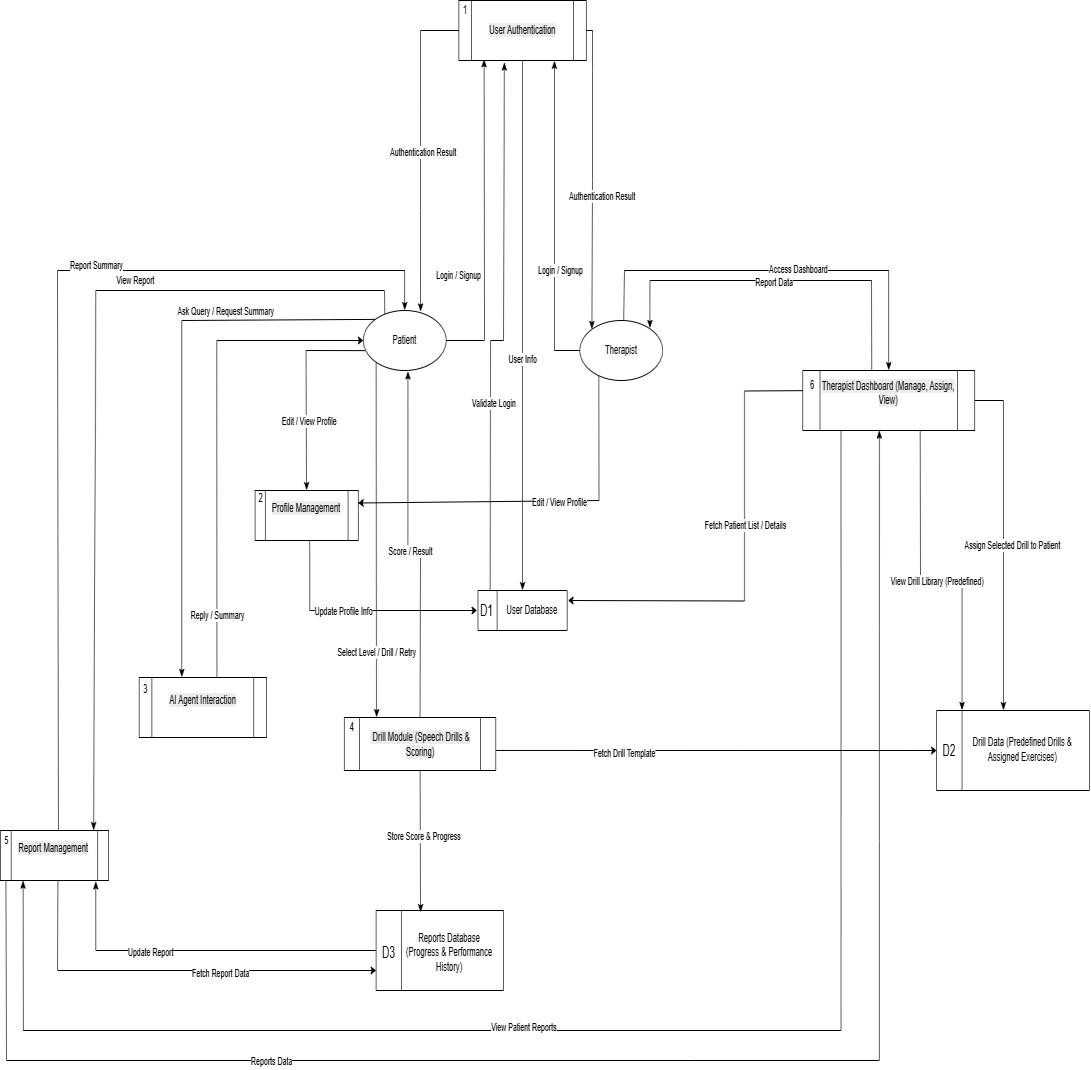 1
User Authentication
Authentication Result
Authentication Result
Report Summary
View Report
Login / Signup
Login / Signup
Access Dashboard
Report Data
Ask Query / Request Summary
Patient
Therapist
User Info
6
Therapist Dashboard (Manage, Assign,
View)
Validate Login
Edit / View Profile
2
Profile Management
Edit / View Profile
Fetch Patient List / Details
Assign Selected Drill to Patient
Score / Result
View Drill Library (Predefined)
Update Profile Info
D1
User Database
Reply / Summary
Select Level / Drill / Retry
3
AI Agent Interaction
4
Drill Module (Speech Drills &
Scoring)
Fetch Drill Template
D2
Drill Data (Predefined Drills &
Assigned Exercises)
Store Score & Progress
5
Report Management
D3
Reports Database
(Progress & Performance
History)
Update Report
Fetch Report Data
View Patient Reports
Reports Data